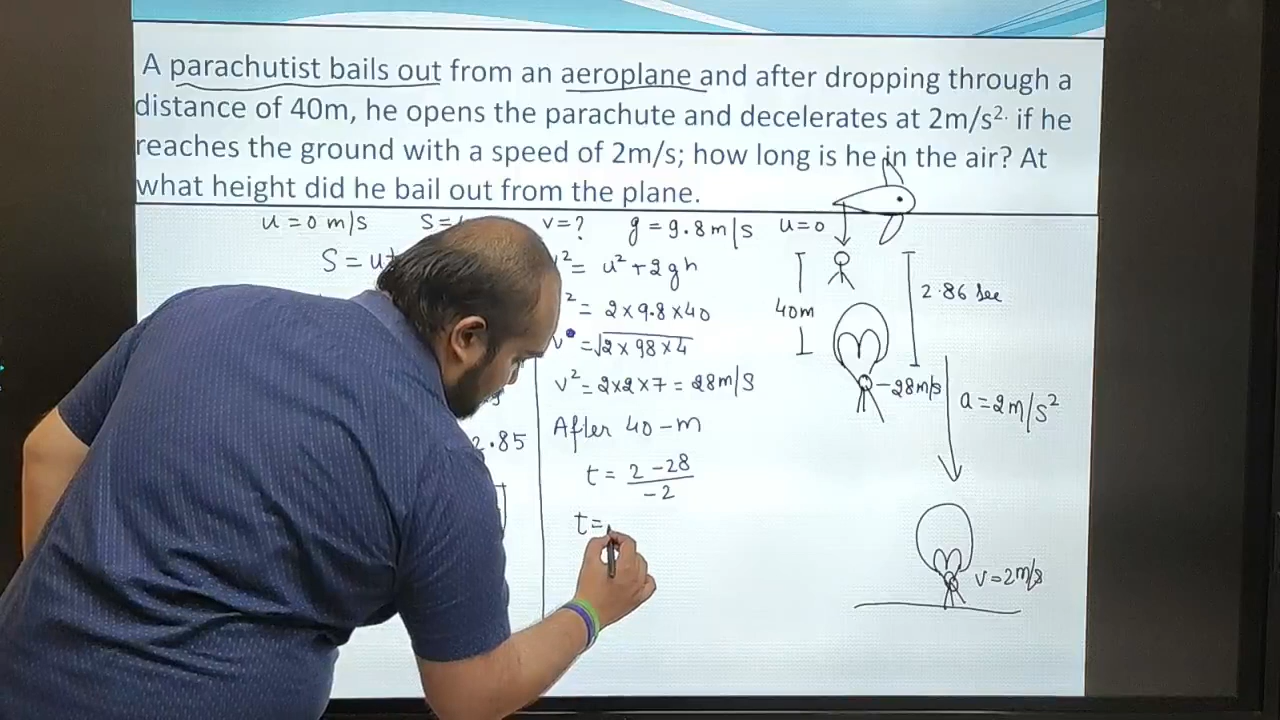 A parachutist bails out from an aeroplane and after dropping through a
distance of 40m, he opens the parachute and decelerates at 2m/s². if he
reaches the ground with a speed of 2m/s; how long is he in the air? At
what height did he bail out from the plane.
u = 0 m/s S= v = ? g = 9.8 m/s u=0
S = ut
² = u² + 2gh
² = 2 × 9.8 × 40
v = √2 × 98 × 4
v² = 2×2×7 = 28m/s
2.85
After 40-m
t = 2 - 28 / -2
t =
40m
2.86 Sec
28m/s
a = 2m/s²
v = 2m/s